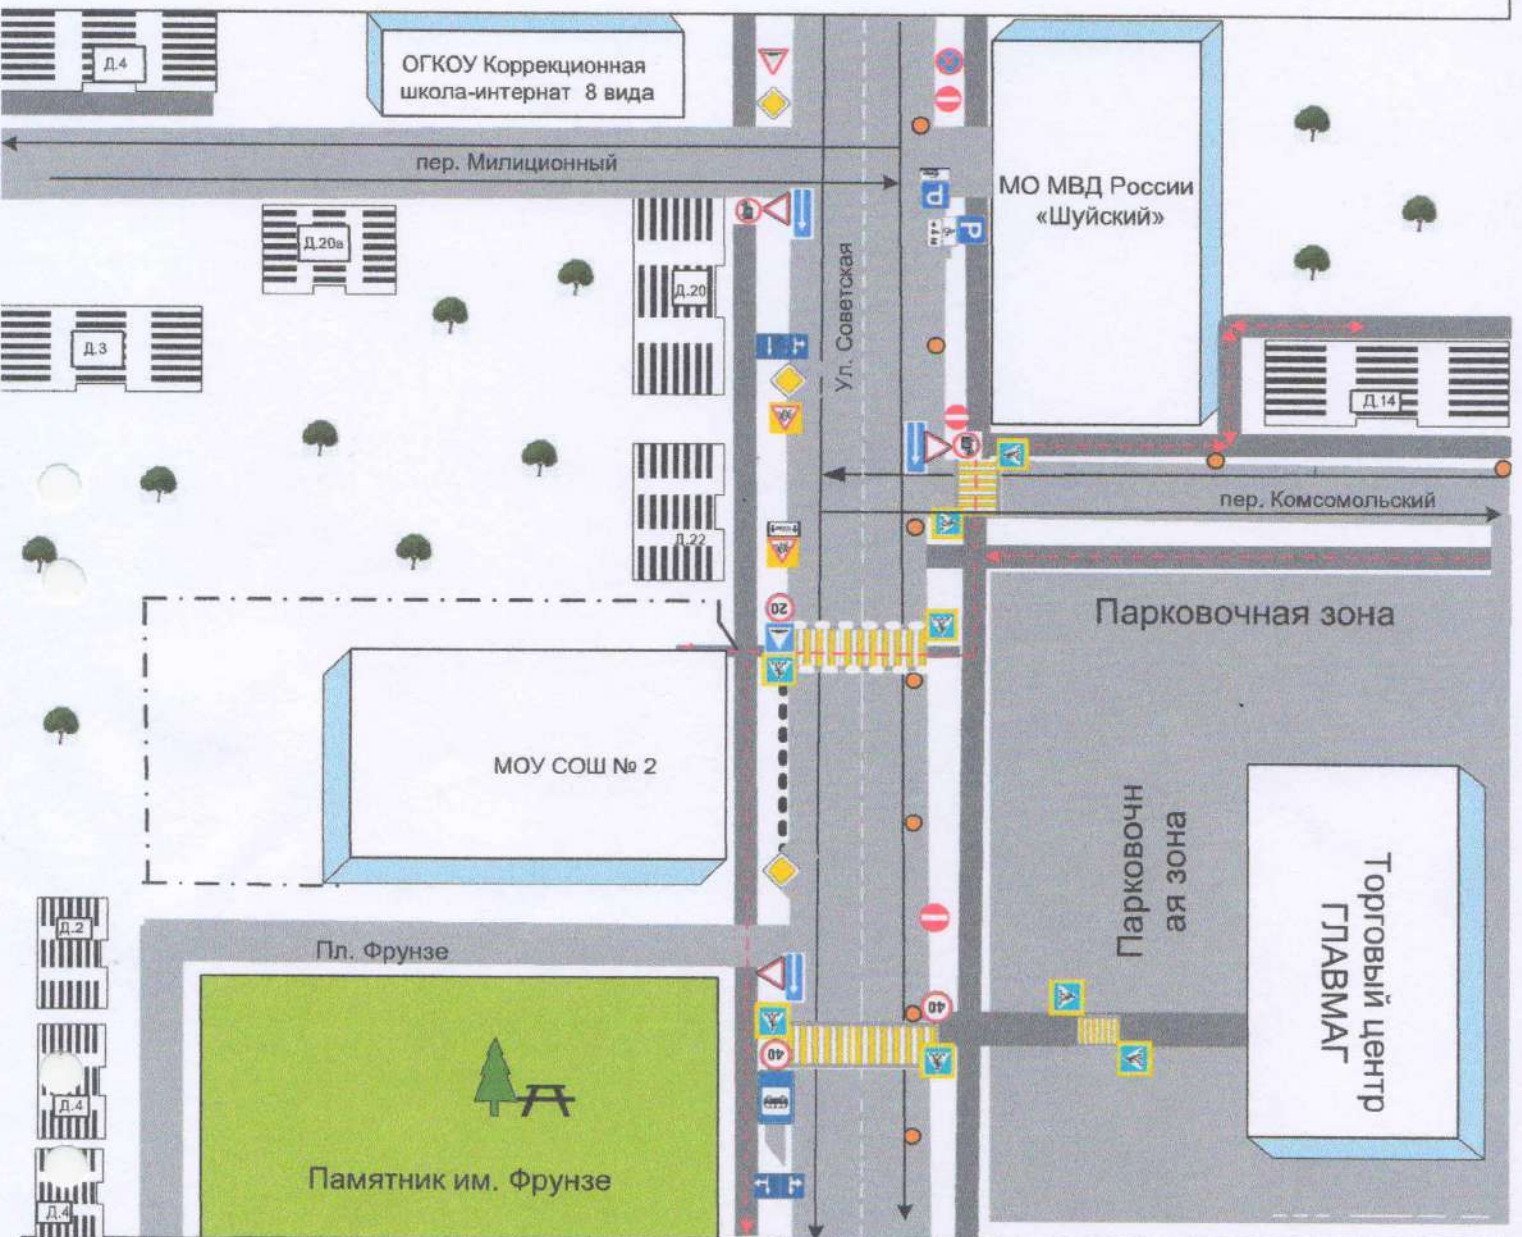 Д.4
ОГКОУ Коррекционная
школа-интернат 8 вида
пер. Милиционный
МО МВД России
«Шуйский»
Д.20а
Д.20
Ул. Советская
Д.3
Д.14
пер. Комсомольский
Д.22
20
Парковочная зона
МОУ СОШ № 2
Парковочн
ая зона
Торговый центр
ГЛАВМАГ
Д.2
Пл. Фрунзе
40
40
Д.4
Памятник им. Фрунзе
Д.4
P
P